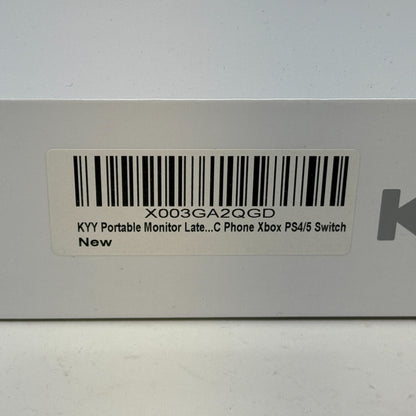 X003GA2QGD
KYY Portable Monitor Late...C Phone Xbox PS4/5 Switch
New
K